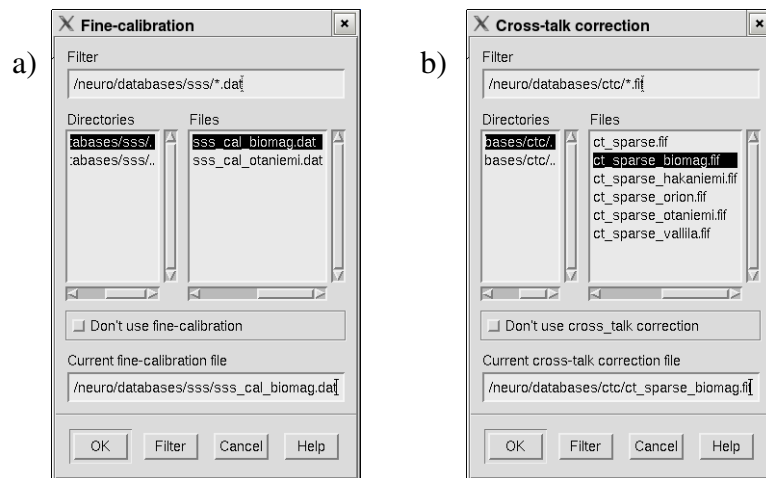 a)
Fine-calibration
Filter
/neuro/databases/sss/*.dat
Directories Files
tabases/sss/.
tabases/sss/..
sss_cal_biomag.dat
sss_cal_otaniemi.dat
Don't use fine-calibration
Current fine-calibration file
/neuro/databases/sss/sss_cal_biomag.dat
OK Filter Cancel Help
b)
Cross-talk correction
Filter
/neuro/databases/ctc/*.fif
Directories Files
bases/ctc/.
bases/ctc/..
ct_sparse.fif
ct_sparse_biomag.fif
ct_sparse_hakaniemi.fif
ct_sparse_orion.fif
ct_sparse_otaniemi.fif
ct_sparse_vallila.fif
Don't use cross_talk correction
Current cross-talk correction file
/neuro/databases/ctc/ct_sparse_biomag.fif
OK Filter Cancel Help